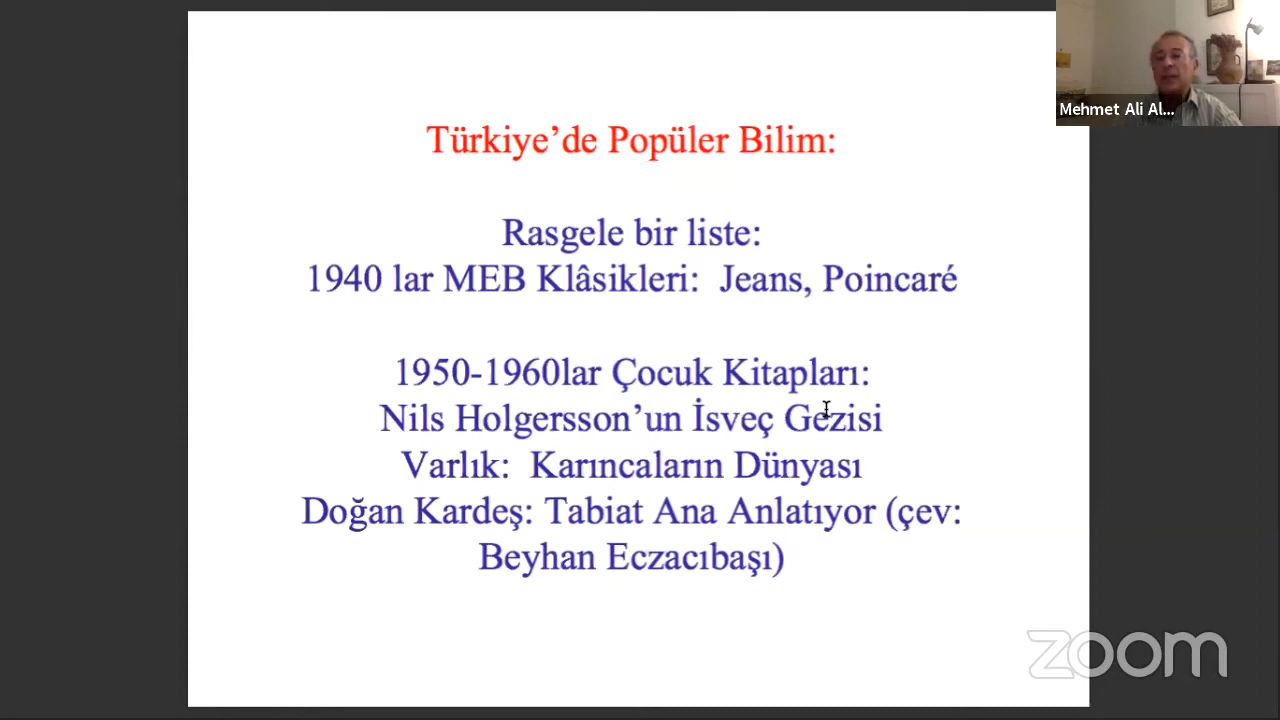 Türkiye’de Popüler Bilim:
Rasgele bir liste:
1940 lar MEB Klâsikleri: Jeans, Poincaré
1950-1960lar Çocuk Kitapları:
Nils Holgersson’un İsveç Gezisi
Varlık: Karıncaların Dünyası
Doğan Kardeş: Tabiat Ana Anlatıyor (çev:
Beyhan Eczacıbaşı)
Mehmet Ali Al...
zoom